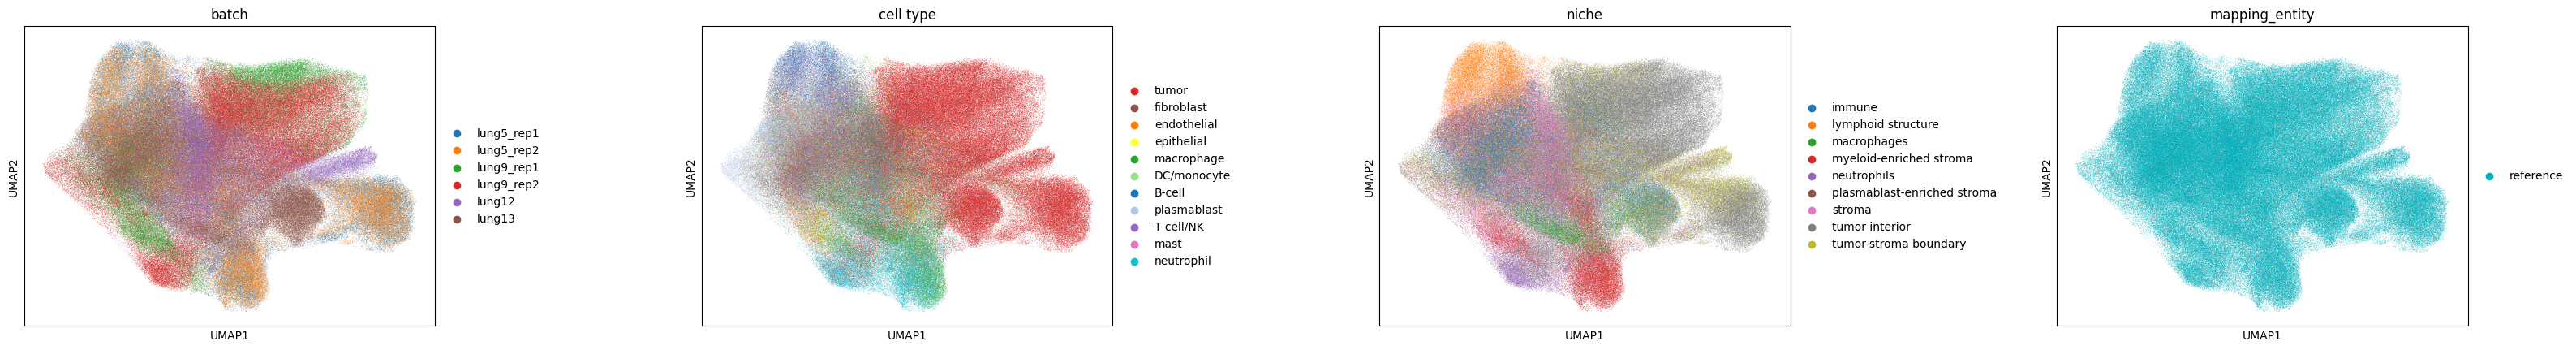 batch
UMAP2
UMAP1
lung5_rep1
lung5_rep2
lung9_rep1
lung9_rep2
lung12
lung13
cell type
UMAP2
UMAP1
tumor
fibroblast
endothelial
epithelial
macrophage
DC/monocyte
B-cell
plasmablast
T cell/NK
mast
neutrophil
niche
UMAP2
UMAP1
immune
lymphoid structure
macrophages
myeloid-enriched stroma
neutrophils
plasmablast-enriched stroma
stroma
tumor interior
tumor-stroma boundary
mapping_entity
UMAP2
UMAP1
reference